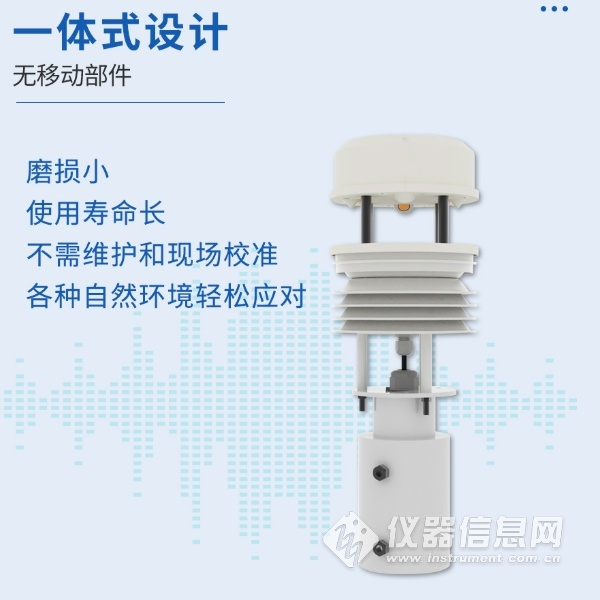 一体式设计
无移动部件
磨损小
使用寿命长
不需维护和现场校准
各种自然环境轻松应对
仪器信息网
www.instrument.com.cn